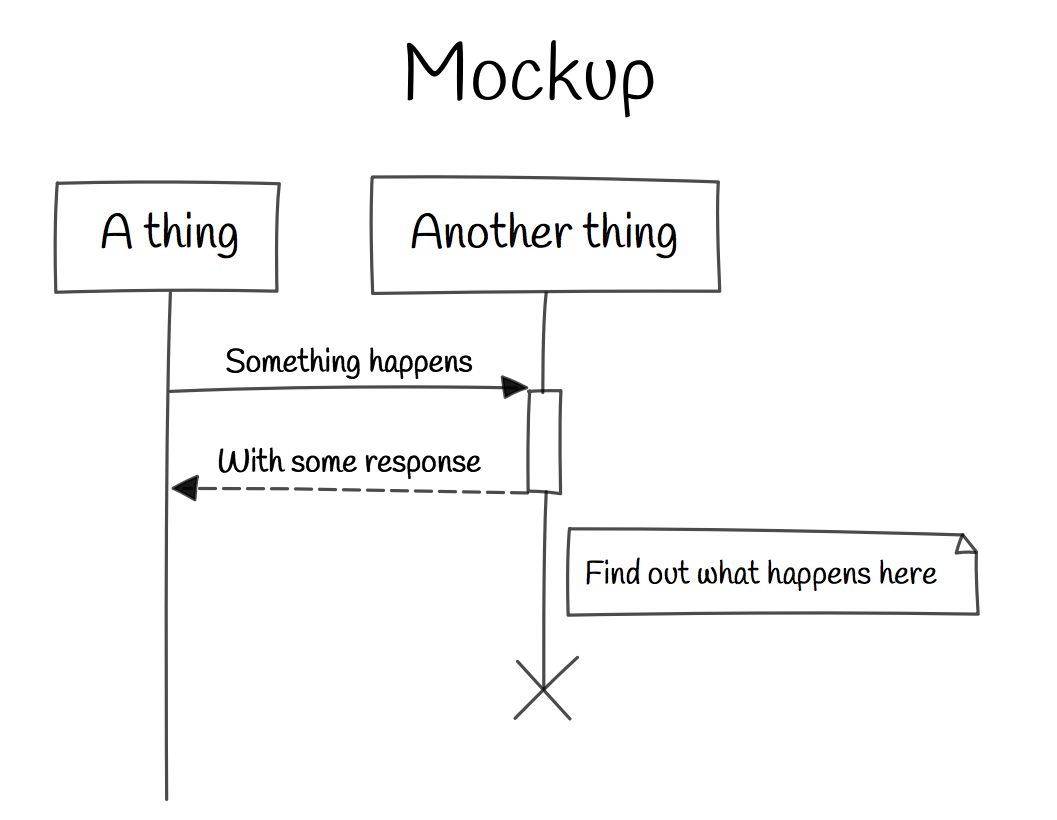 Mockup
A thing
Another thing
Something happens
With some response
Find out what happens here